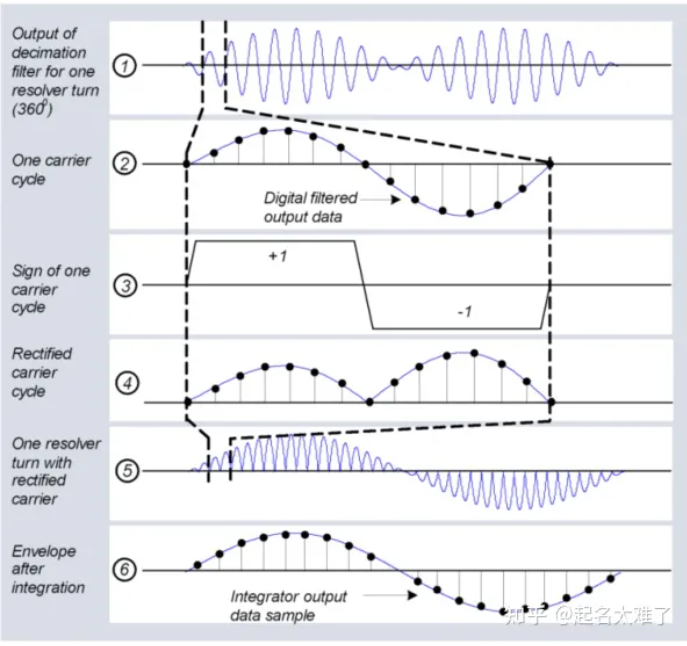 Output of
decimation
filter for one
resolver turn
(360⁰)
1
One carrier
cycle
2
Digital filtered
output data
Sign of one
carrier
cycle
3
+1
-1
Rectified
carrier
cycle
4
One resolver
turn with
rectified
carrier
5
Envelope
after
integration
6
Integrator output
data sample
知乎 @起名太难了